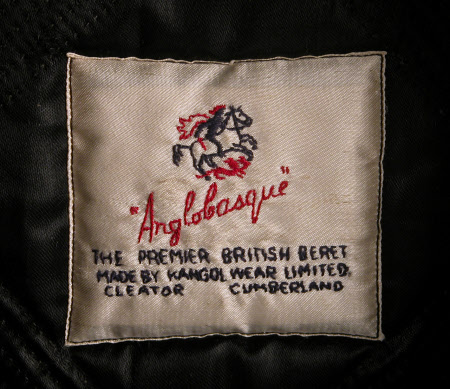 "Anglobasque"
THE PREMIER BRITISH BERET
MADE BY KANGOL WEAR LIMITED,
CLEATOR CUMBERLAND